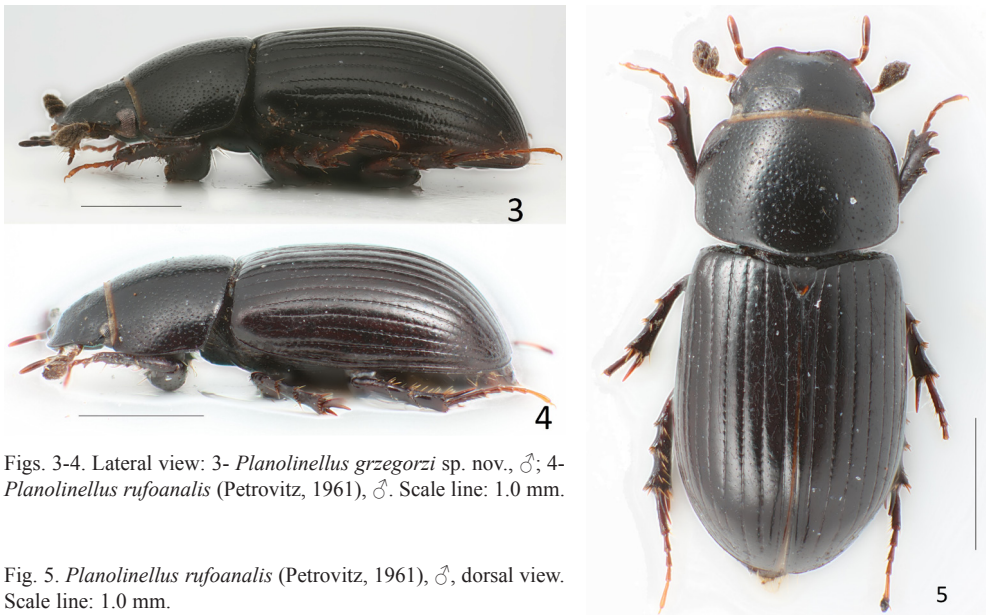 3
4
Figs. 3-4. Lateral view: 3- Planolinellus grzegorzi sp. nov., ♂; 4-
Planolinellus rufoanalis (Petrovitz, 1961), ♂. Scale line: 1.0 mm.
Fig. 5. Planolinellus rufoanalis (Petrovitz, 1961), ♂, dorsal view.
Scale line: 1.0 mm.
5